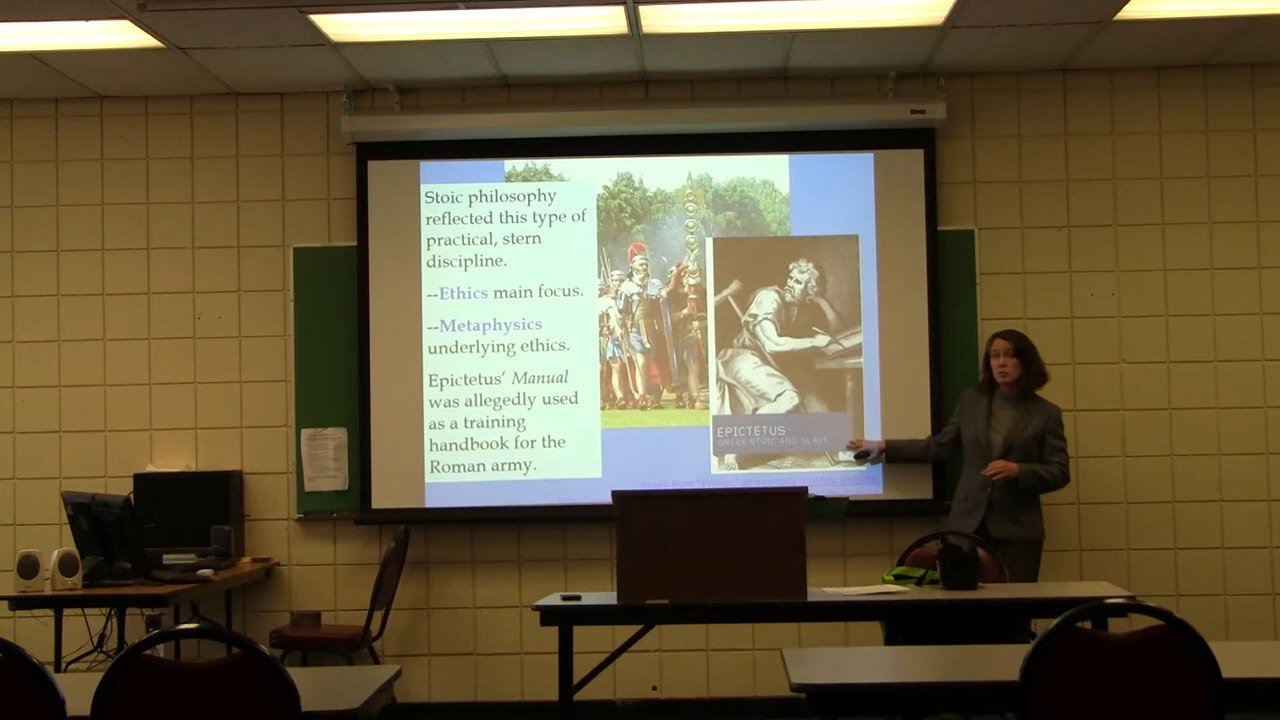 Stoic philosophy
reflected this type of
practical, stern
discipline.
--Ethics main focus.
--Metaphysics
underlying ethics.
Epictetus’ Manual
was allegedly used
as a training
handbook for the
Roman army.
EPICTETUS
GREEK STOIC AND SLAVE